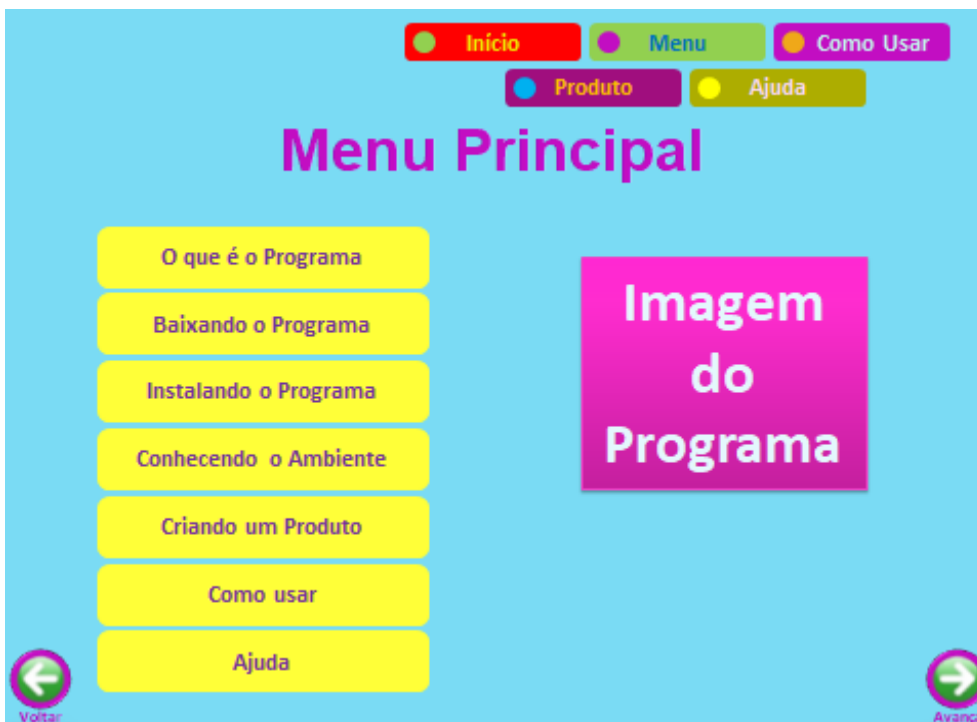 Início Menu Como Usar
Produto Ajuda
Menu Principal
O que é o Programa
Baixando o Programa
Instalando o Programa
Conhecendo o Ambiente
Criando um Produto
Como usar
Ajuda
Imagem
do
Programa
Voltar